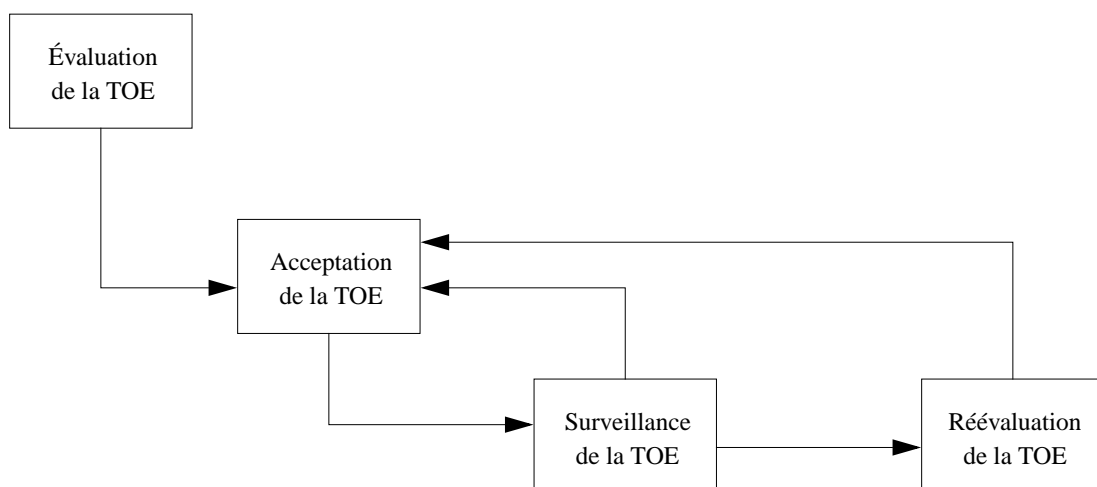 Évaluation
de la TOE
Acceptation
de la TOE
Surveillance
de la TOE
Réévaluation
de la TOE